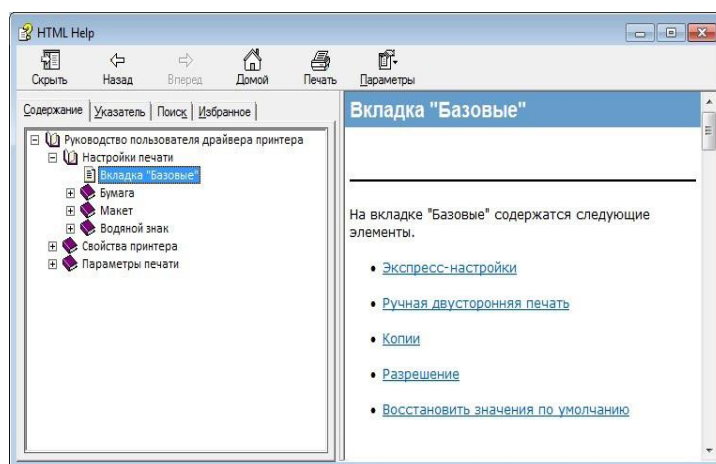 HTML Help
Скрыть Назад Вперед Домой Печать Параметры
Содержание Указатель Поиск Избранное
Руководство пользователя драйвера принтера
Настройки печати
Вкладка "Базовые"
Бумага
Макет
Водяной знак
Свойства принтера
Параметры печати
Вкладка "Базовые"
На вкладке "Базовые" содержатся следующие
элементы.
• Экспресс-настройки
• Ручная двусторонняя печать
• Копии
• Разрешение
• Восстановить значения по умолчанию